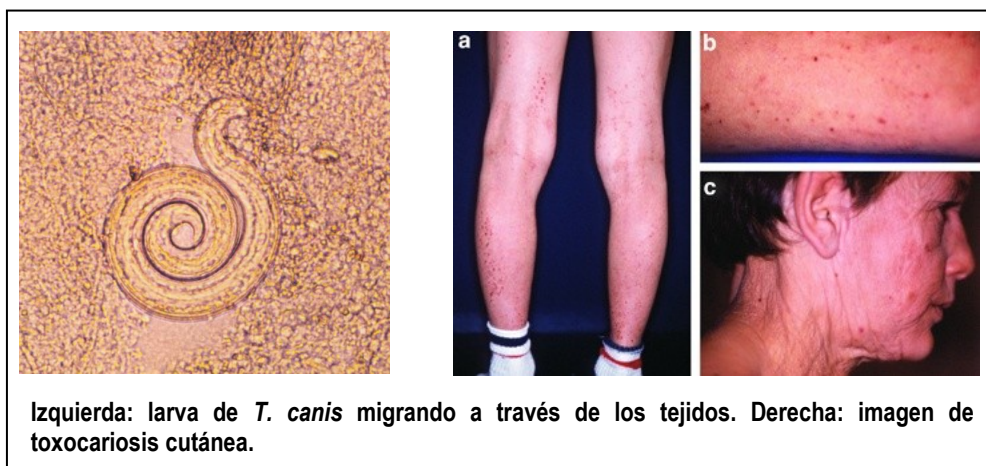 a
b
c
Izquierda: larva de T. canis migrando a través de los tejidos. Derecha: imagen de
toxocariosis cutánea.